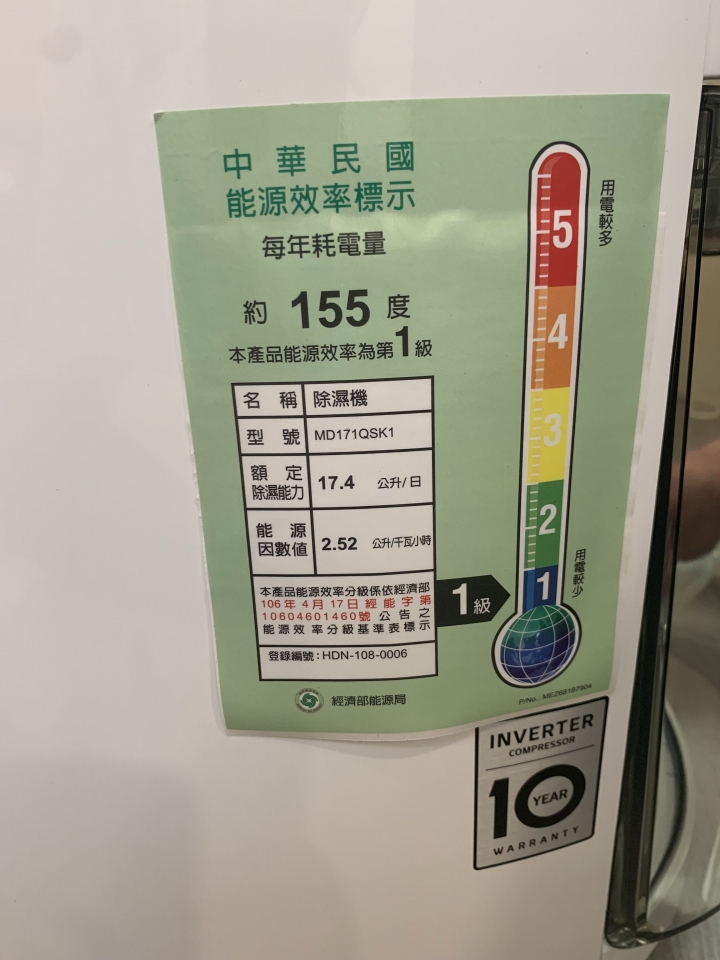 中華民國
能源效率標示
每年耗電量
約 155 度
本產品能源效率為第1級
名稱 除濕機
型號 MD171QSK1
額定除濕能力 17.4 公升/日
能源因數值 2.52 公升/千瓦小時
本產品能源效率分級係依經濟部
106年4月17日經能字第
10604601460號公告之
能源效率分級基準表標示
登錄編號:HDN-108-0006
經濟部能源局
用電較多
5
4
3
2
1
用電較少
1級
P/No.: MEZ68187904
INVERTER
COMPRESSOR
10 YEAR
WARRANTY